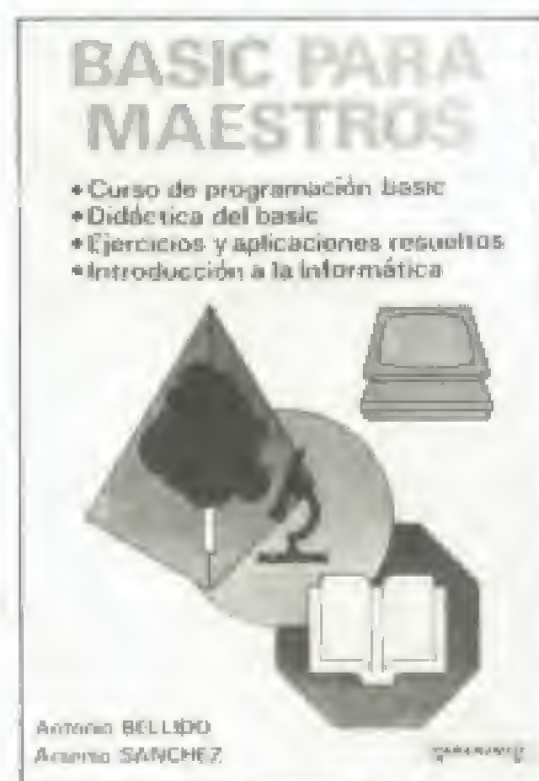 BASIC PARA
MAESTROS
• Curso de programación basic
• Didáctica del basic
• Ejercicios y aplicaciones resueltos
• Introducción a la informática
Antonio BELLIDO
Arsenio SANCHEZ